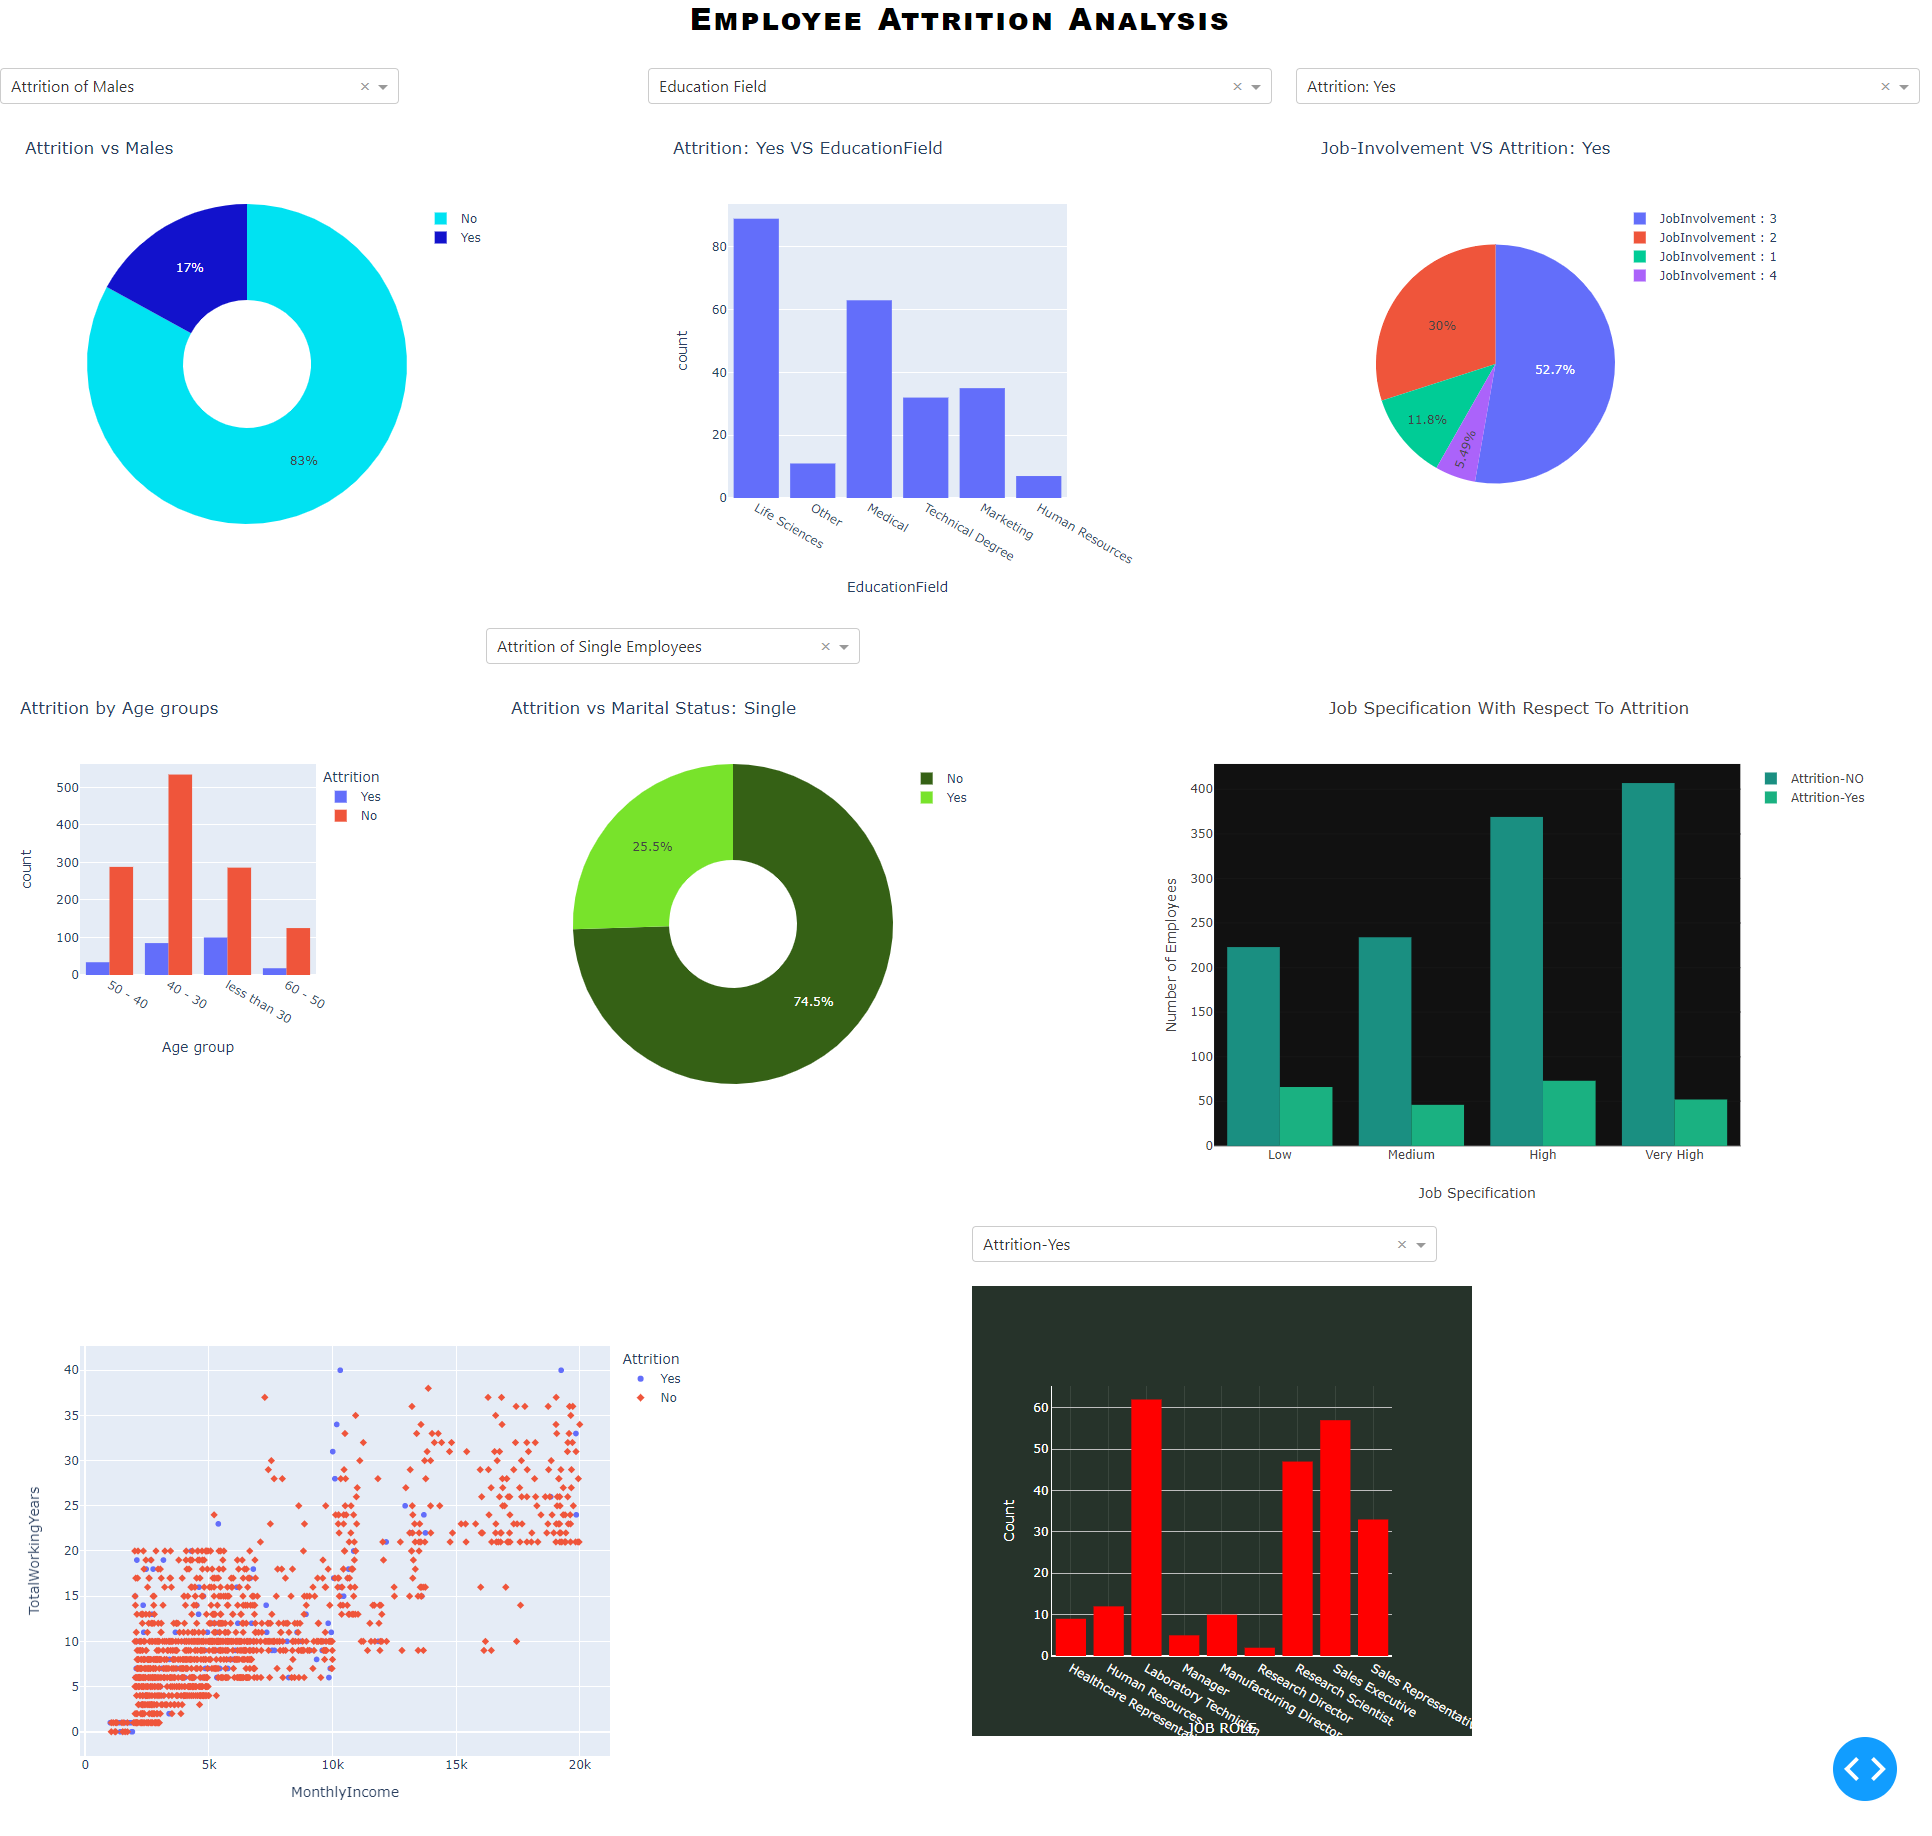 Employee Attrition Analysis
Attrition of Males
Education Field
Attrition: Yes
Attrition vs Males
No
Yes
17%
83%
Attrition: Yes VS EducationField
count
80
60
40
20
0
Life Sciences
Other
Medical
Technical Degree
Marketing
Human Resources
EducationField
Job-Involvement VS Attrition: Yes
JobInvolvement : 3
JobInvolvement : 2
JobInvolvement : 1
JobInvolvement : 4
30%
52.7%
11.8%
5.49%
Attrition of Single Employees
Attrition by Age groups
Attrition
Yes
No
count
500
400
300
200
100
0
50 - 40
40 - 30
less than 30
60 - 50
Age group
Attrition vs Marital Status: Single
No
Yes
25.5%
74.5%
Job Specification With Respect To Attrition
Attrition-NO
Attrition-Yes
Number of Employees
400
350
300
250
200
150
100
50
0
Low
Medium
High
Very High
Job Specification
Attrition-Yes
Attrition
Yes
No
TotalWorkingYears
40
35
30
25
20
15
10
5
0
0
5k
10k
15k
20k
MonthlyIncome
Count
60
50
40
30
20
10
0
Healthcare Representati
Human Resources
Laboratory Technician
Manager
Manufacturing Director
Research Director
Research Scientist
Sales Executive
Sales Representativ
JOB ROLE